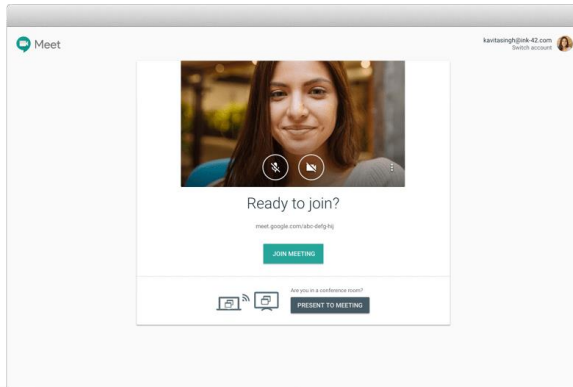 Meet
kavitasingh@ink-42.com
Switch account
Ready to join?
meet.google.com/abc-defg-hij
JOIN MEETING
Are you in a conference room?
PRESENT TO MEETING